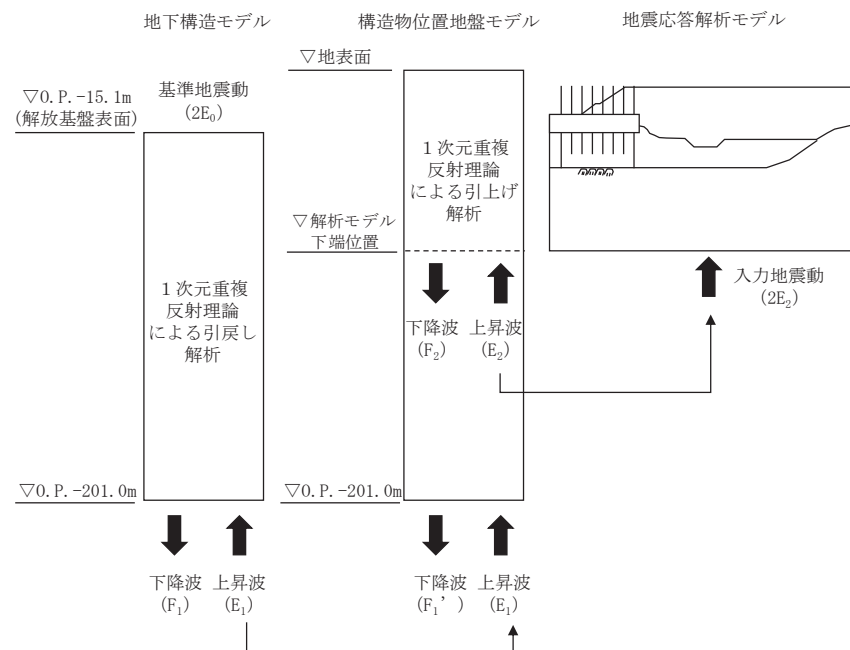 地下構造モデル
▽O.P.-15.1m
(解放基盤表面)
基準地震動
(2E₀)
1次元重複
反射理論
による引戻し
解析
▽O.P.-201.0m
下降波
(F₁)
上昇波
(E₁)
構造物位置地盤モデル
▽地表面
1次元重複
反射理論
による引上げ
解析
▽解析モデル
下端位置
下降波
(F₂)
上昇波
(E₂)
▽O.P.-201.0m
下降波
(F₁’)
上昇波
(E₁)
地震応答解析モデル
入力地震動
(2E₂)